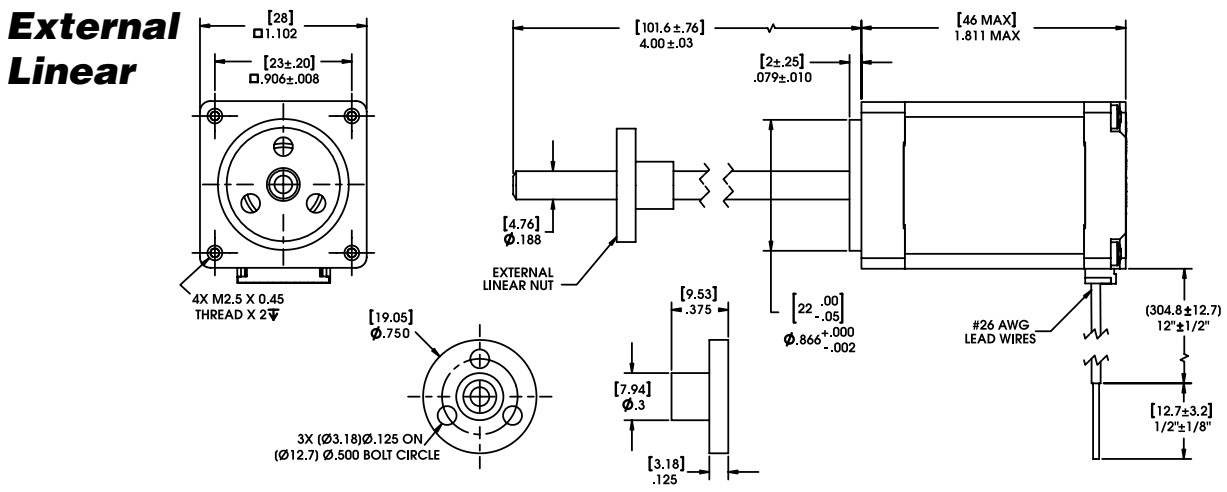 External
Linear
[28]
□1.102
[23±.20]
□.906±.008
4X M2.5 X 0.45
THREAD X 2↧
[101.6±.76]
4.00±.03
[46 MAX]
1.811 MAX
[2±.25]
.079±.010
[4.76]
Ø.188
EXTERNAL
LINEAR NUT
[22 .00
-.05]
Ø.866+.000
-.002
#26 AWG
LEAD WIRES
(304.8±12.7)
12"±1/2"
[12.7±3.2]
1/2"±1/8"
[19.05]
Ø.750
3X (Ø3.18)Ø.125 ON
(Ø12.7) Ø.500 BOLT CIRCLE
[9.53]
.375
[7.94]
Ø.3
[3.18]
.125